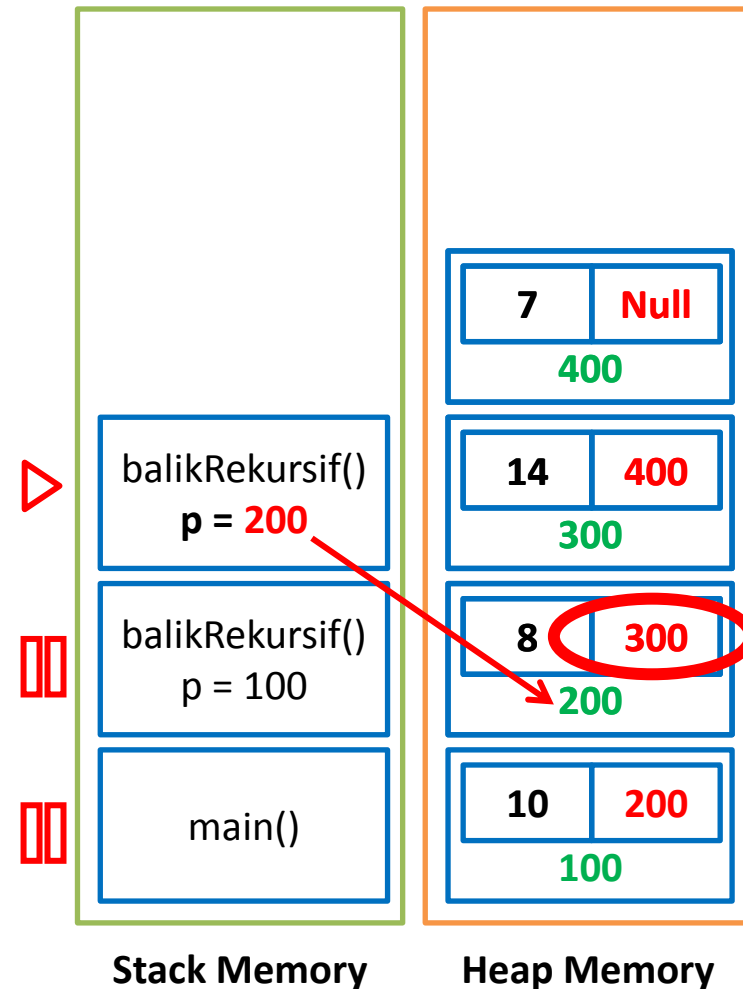 balikRekursif()
p = 200
balikRekursif()
p = 100
main()
Stack Memory
7 Null
400
14 400
300
8 300
200
10 200
100
Heap Memory